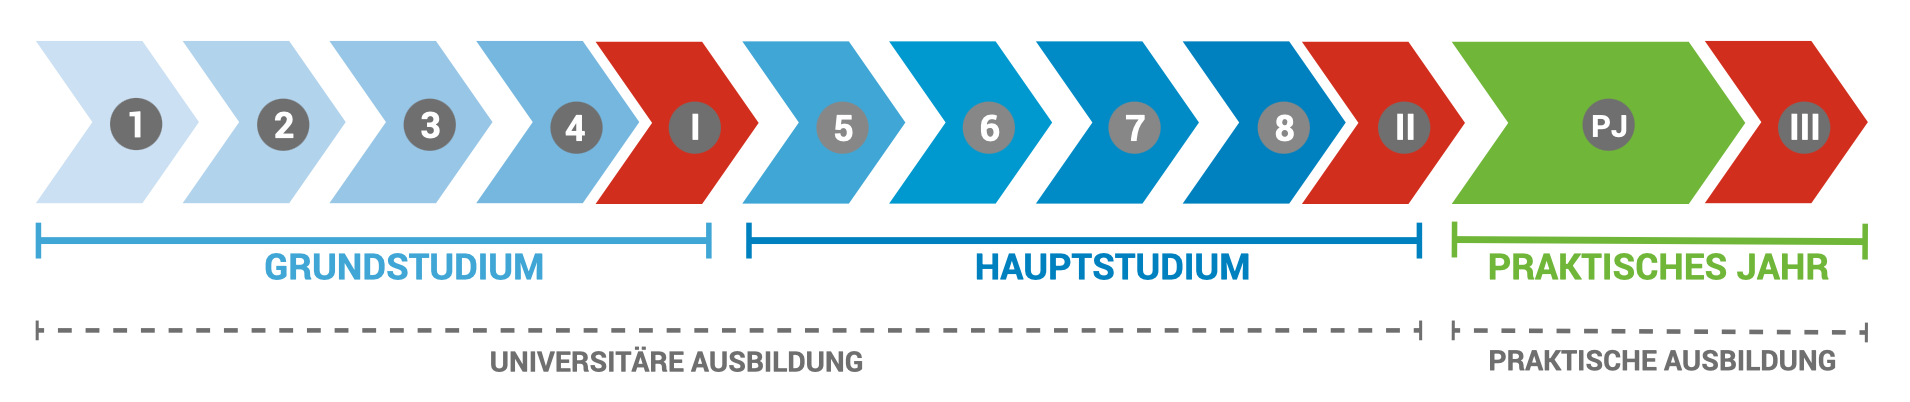 1 2 3 4 I 5 6 7 8 II PJ III
GRUNDSTUDIUM HAUPTSTUDIUM PRAKTISCHES JAHR
UNIVERSITÄRE AUSBILDUNG PRAKTISCHE AUSBILDUNG